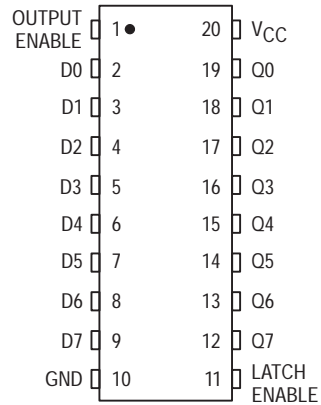 OUTPUT
ENABLE 1 20 VCC
D0 2 19 Q0
D1 3 18 Q1
D2 4 17 Q2
D3 5 16 Q3
D4 6 15 Q4
D5 7 14 Q5
D6 8 13 Q6
D7 9 12 Q7
GND 10 11 LATCH
ENABLE